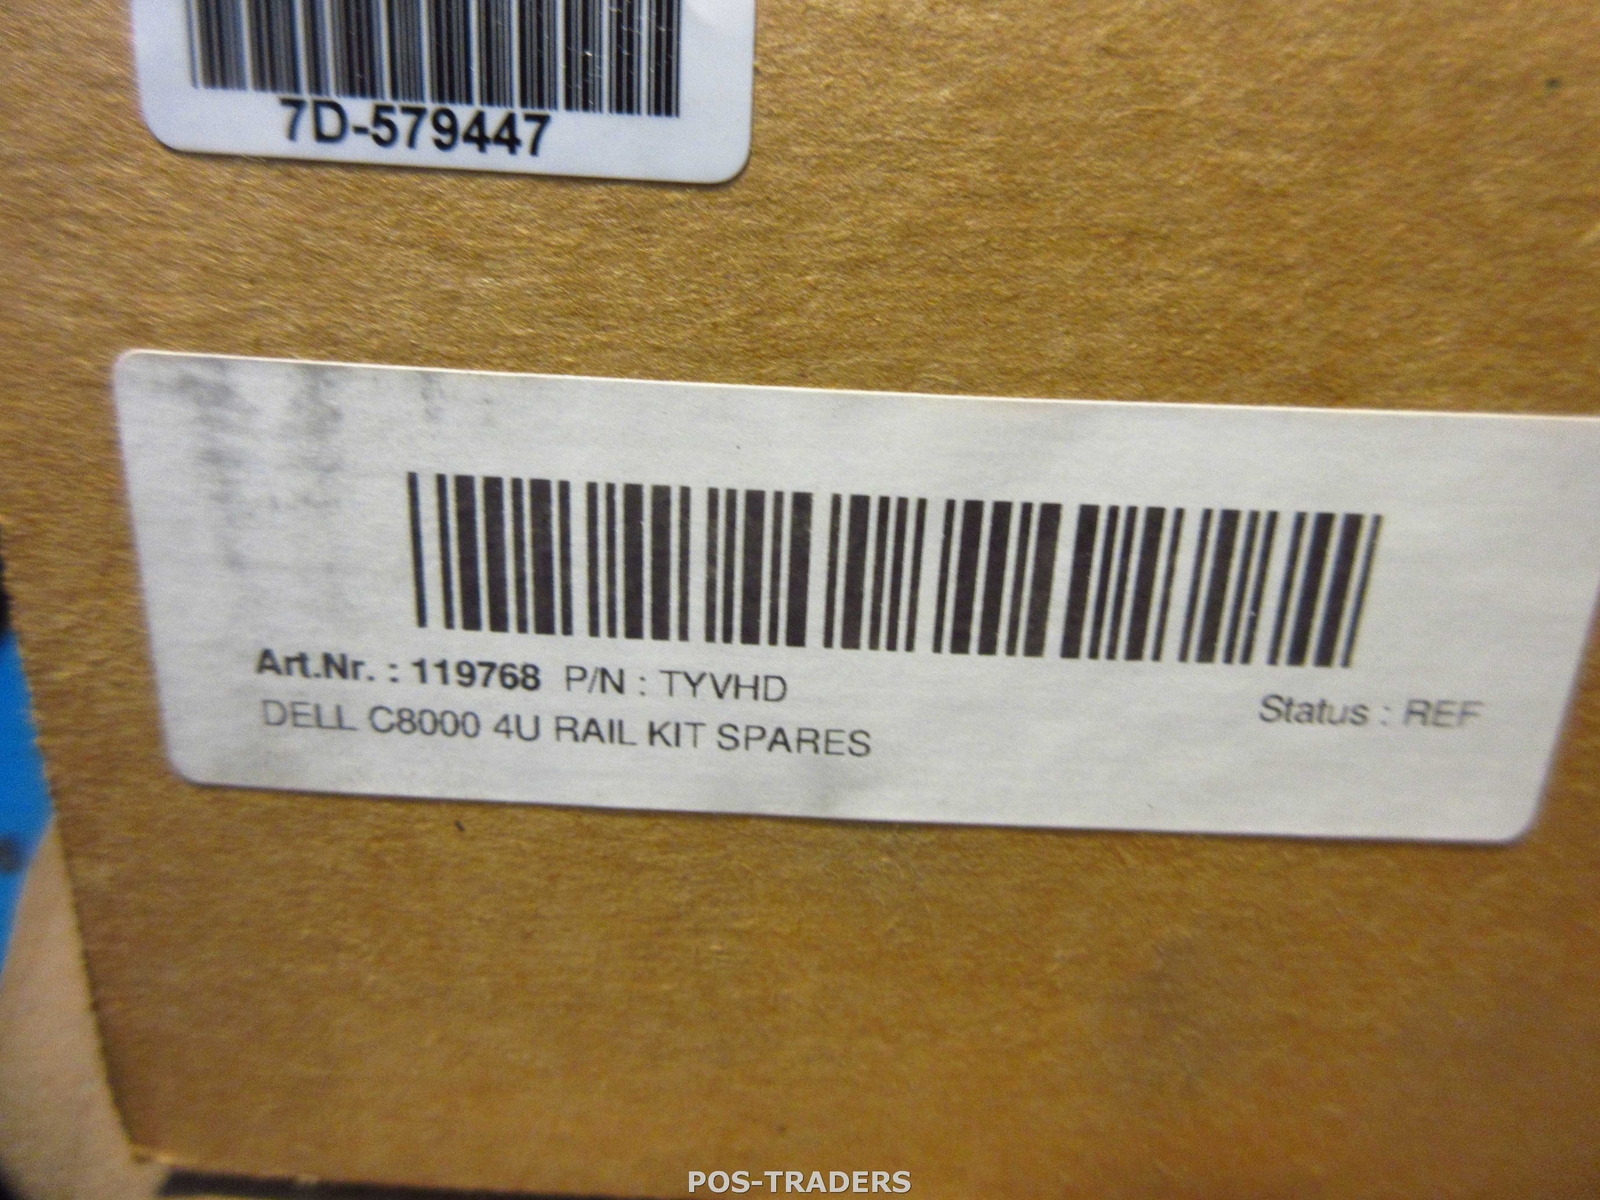 7D-579447
Art.Nr. : 119768 P/N : TYVHD
DELL C8000 4U RAIL KIT SPARES
Status : REF
POS-TRADERS